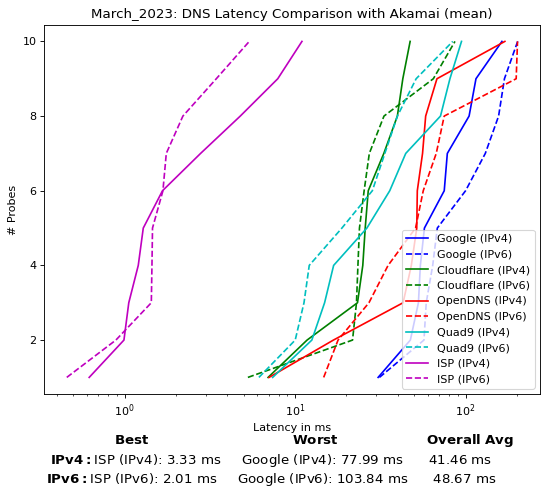 March_2023: DNS Latency Comparison with Akamai (mean)
10
8
6
4
2
# Probes
Google (IPv4)
Google (IPv6)
Cloudflare (IPv4)
Cloudflare (IPv6)
OpenDNS (IPv4)
OpenDNS (IPv6)
Quad9 (IPv4)
Quad9 (IPv6)
ISP (IPv4)
ISP (IPv6)
10⁰ 10¹ 10²
Latency in ms
Best Worst Overall Avg
IPv4: ISP (IPv4): 3.33 ms Google (IPv4): 77.99 ms 41.46 ms
IPv6: ISP (IPv6): 2.01 ms Google (IPv6): 103.84 ms 48.67 ms